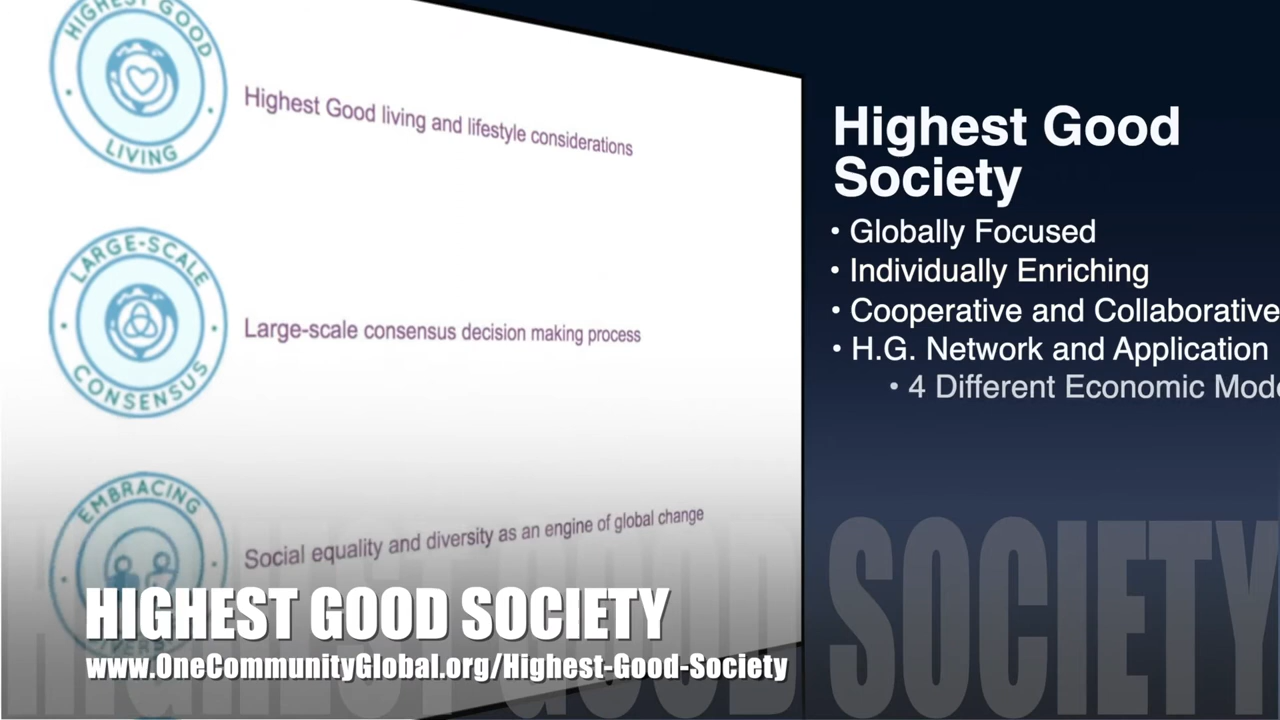 HIGHEST GOOD
LIVING
Highest Good living and lifestyle considerations
LARGE-SCALE
CONSENSUS
Large-scale consensus decision making process
EMBRACING
Social equality and diversity as an engine of global change
Highest Good
Society
• Globally Focused
• Individually Enriching
• Cooperative and Collaborative
• H.G. Network and Application
• 4 Different Economic
HIGHEST GOOD SOCIETY
HIGHEST GOOD SOCIETY
www.OneCommunityGlobal.org/Highest-Good-Society